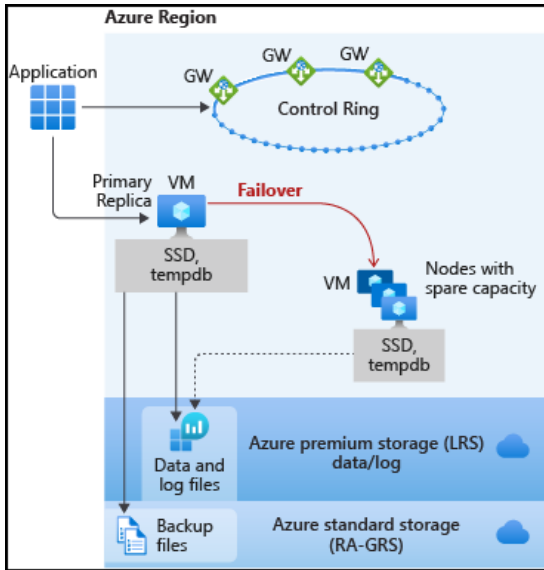 Azure Region
Application
GW
GW
GW
Control Ring
Primary
Replica
VM
Failover
SSD,
tempdb
VM
Nodes with
spare capacity
SSD,
tempdb
Data and
log files
Azure premium storage (LRS)
data/log
Backup
files
Azure standard storage
(RA-GRS)